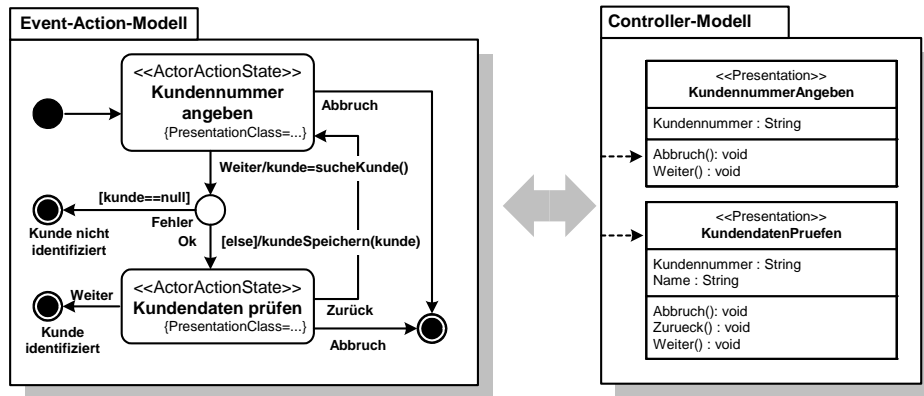 Event-Action-Modell
<<ActorActionState>>
Kundennummer
angeben
{PresentationClass=...}
Abbruch
Weiter/kunde=sucheKunde()
[kunde==null]
Fehler
Ok
Kunde nicht
identifiziert
[else]/kundeSpeichern(kunde)
<<ActorActionState>>
Kundendaten prüfen
{PresentationClass=...}
Weiter
Kunde
identifiziert
Zurück
Abbruch
Controller-Modell
<<Presentation>>
KundennummerAngeben
Kundennummer : String
Abbruch(): void
Weiter() : void
<<Presentation>>
KundendatenPruefen
Kundennummer : String
Name : String
Abbruch(): void
Zurueck() : void
Weiter() : void